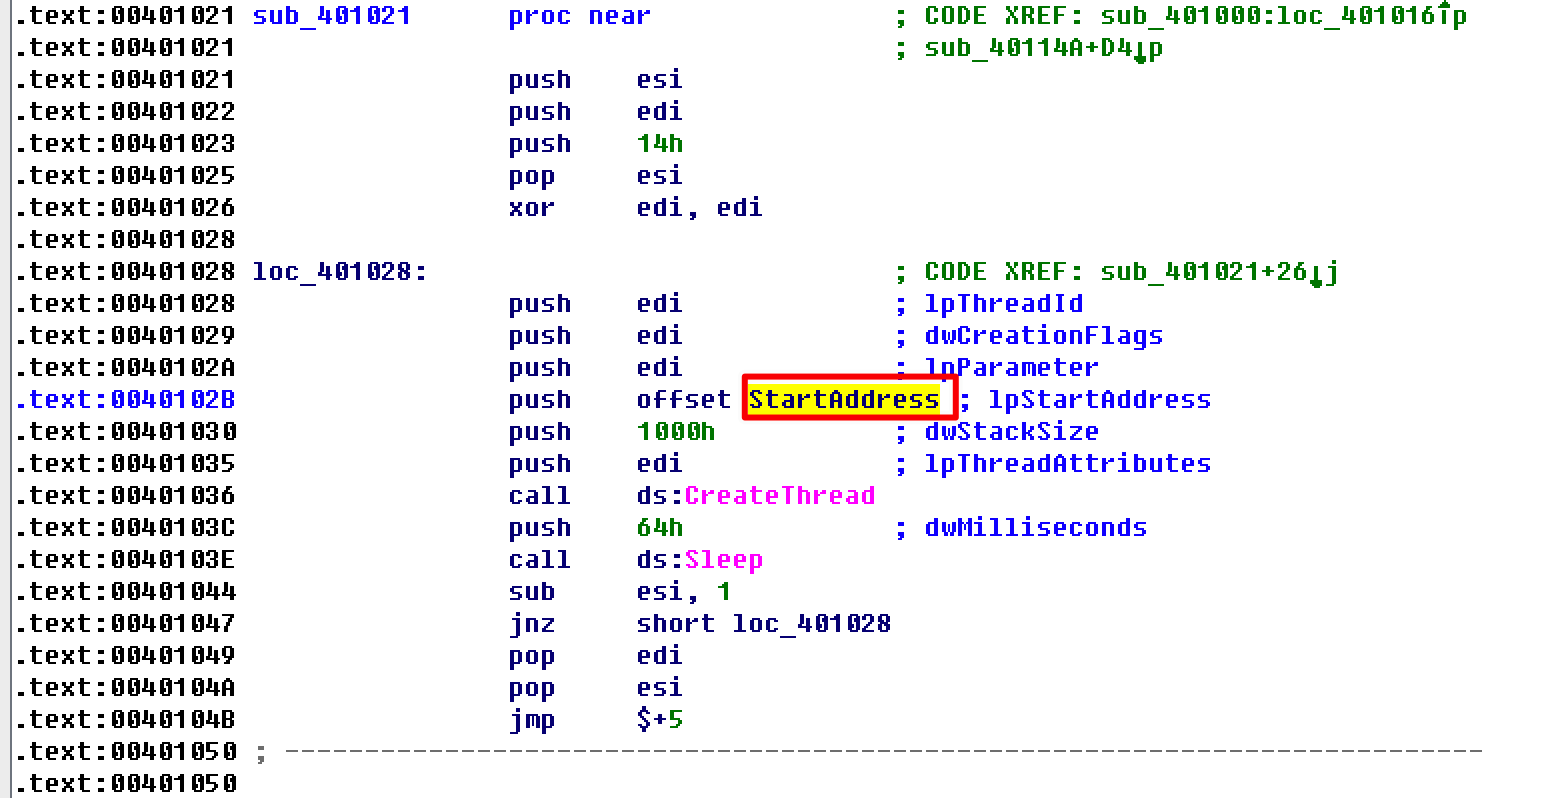 .text:00401021 sub_401021 proc near ; CODE XREF: sub_401000:loc_401016↑p
.text:00401021 ; sub_40114A+D4↓p
.text:00401021 push esi
.text:00401022 push edi
.text:00401023 push 14h
.text:00401025 pop esi
.text:00401026 xor edi, edi
.text:00401028
.text:00401028 loc_401028: ; CODE XREF: sub_401021+26↓j
.text:00401028 push edi ; lpThreadId
.text:00401029 push edi ; dwCreationFlags
.text:0040102A push edi ; lpParameter
.text:0040102B push offset StartAddress ; lpStartAddress
.text:00401030 push 1000h ; dwStackSize
.text:00401035 push edi ; lpThreadAttributes
.text:00401036 call ds:CreateThread
.text:0040103C push 64h ; dwMilliseconds
.text:0040103E call ds:Sleep
.text:00401044 sub esi, 1
.text:00401047 jnz short loc_401028
.text:00401049 pop edi
.text:0040104A pop esi
.text:0040104B jmp $+5
.text:00401050 ; ---------------------------------------------------------------------------
.text:00401050